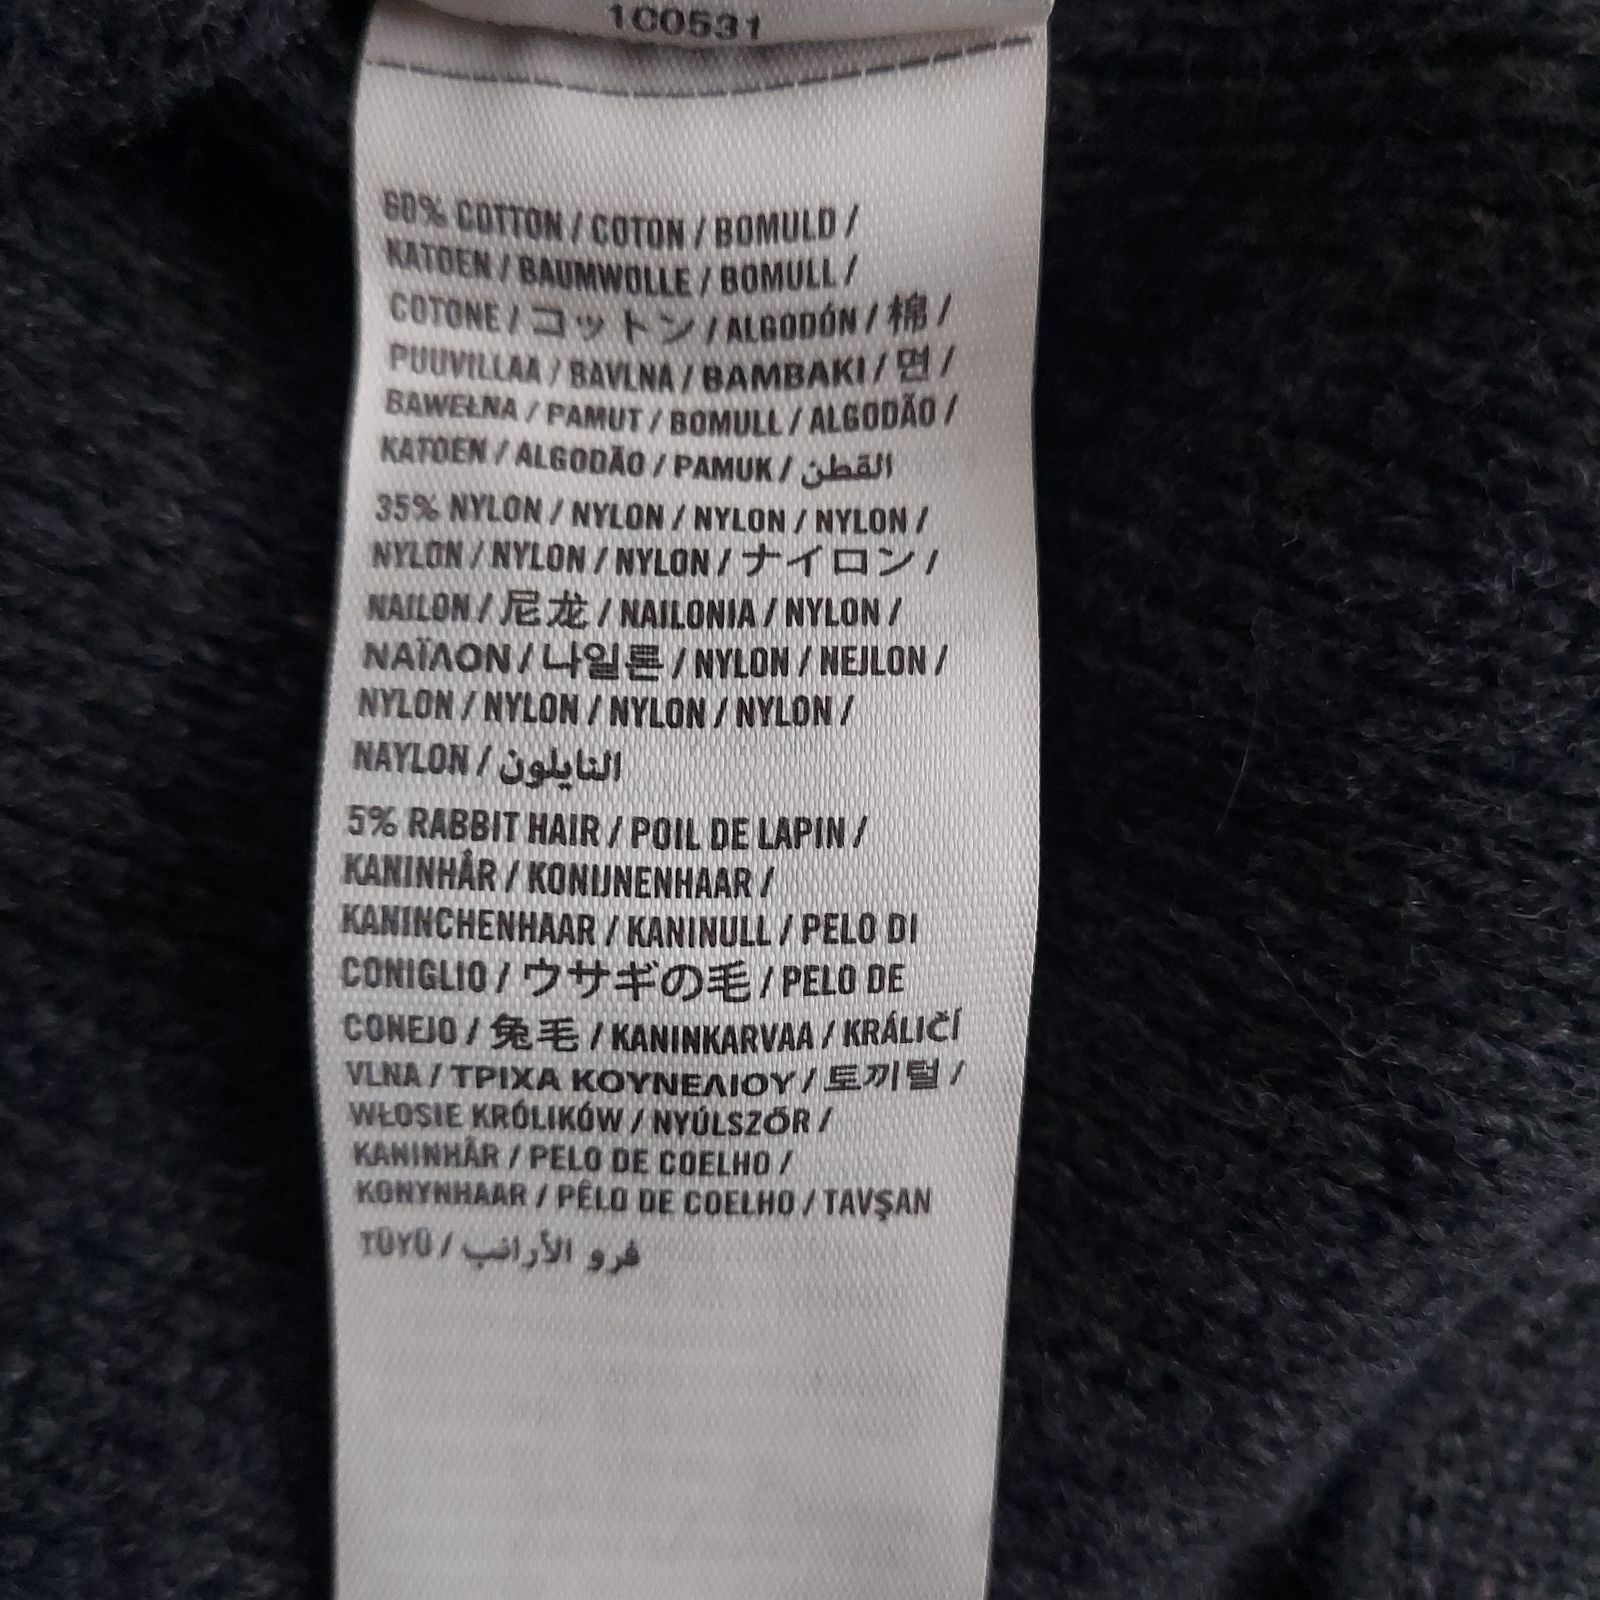 100531
60% COTTON / COTON / BOMULD /
KATOEN / BAUMWOLLE / BOMULL /
COTONE / コットン / ALGODÓN / 棉 /
PUUVILLAA / BAVLNA / BAMBAKI / 면 /
BAWEŁNA / PAMUT / BOMULL / ALGODÃO /
KATOEN / ALGODÃO / PAMUK / القطن
35% NYLON / NYLON / NYLON / NYLON /
NYLON / NYLON / NYLON / ナイロン /
NAILON / 尼龙 / NAILONIA / NYLON /
ΝΑΪΛΟΝ / 나일론 / NYLON / NEJLON /
NYLON / NYLON / NYLON / NYLON /
NAYLON / النايلون
5% RABBIT HAIR / POIL DE LAPIN /
KANINHÅR / KONIJNENHAAR /
KANINCHENHAAR / KANINULL / PELO DI
CONIGLIO / ウサギの毛 / PELO DE
CONEJO / 兔毛 / KANINKARVAA / KRÁLIČÍ
VLNA / ΤΡΙΧΑ ΚΟΥΝΕΛΙΟΥ / 토끼털 /
WŁOSIE KRÓLIKÓW / NYÚLSZŐR /
KANINHÅR / PELO DE COELHO /
KONYNHAAR / PÊLO DE COELHO / TAVŞAN
TÜYÜ / فرو الأرانب